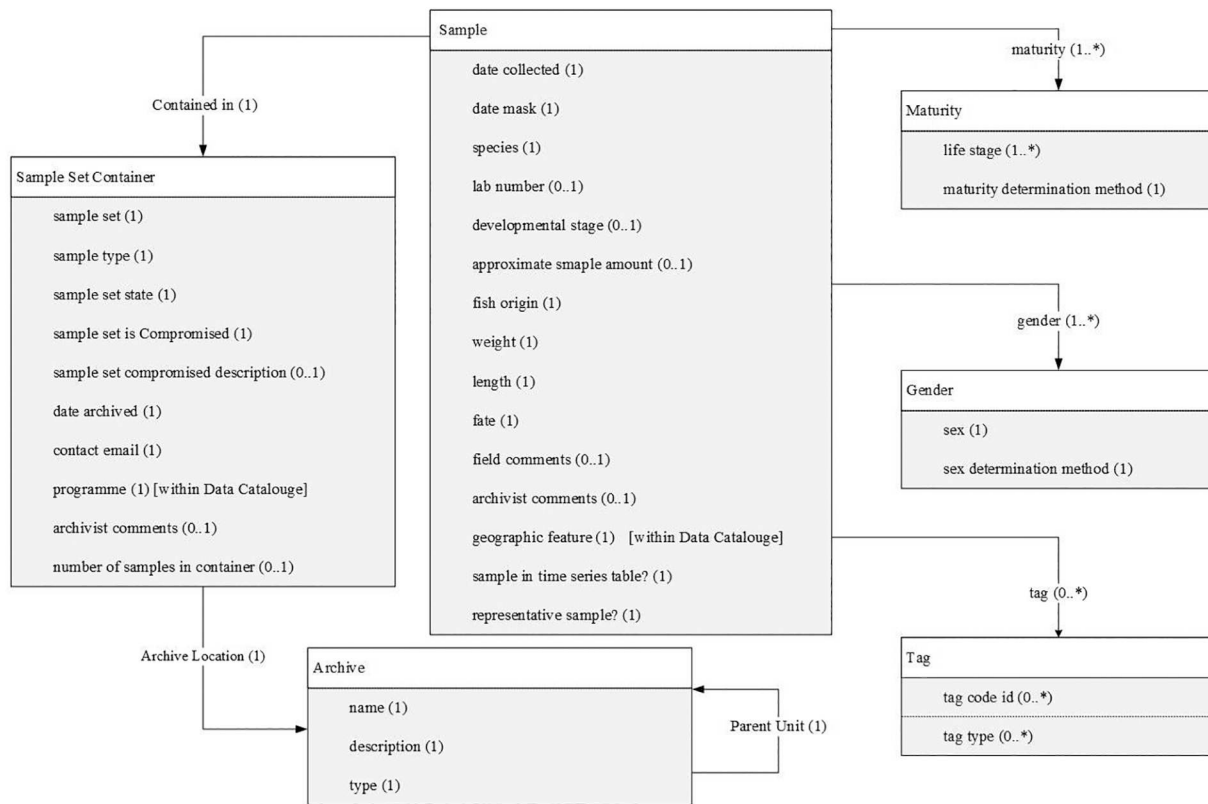 Sample
date collected (1)
date mask (1)
species (1)
lab number (0..1)
developmental stage (0..1)
approximate smaple amount (0..1)
fish origin (1)
weight (1)
length (1)
fate (1)
field comments (0..1)
archivist comments (0..1)
geographic feature (1) [within Data Catalouge]
sample in time series table? (1)
representative sample? (1)
Contained in (1)
Sample Set Container
sample set (1)
sample type (1)
sample set state (1)
sample set is Compromised (1)
sample set compromised description (0..1)
date archived (1)
contact email (1)
programme (1) [within Data Catalouge]
archivist comments (0..1)
number of samples in container (0..1)
Archive Location (1)
Archive
name (1)
description (1)
type (1)
Parent Unit (1)
maturity (1..*)
Maturity
life stage (1..*)
maturity determination method (1)
gender (1..*)
Gender
sex (1)
sex determination method (1)
tag (0..*)
Tag
tag code id (0..*)
tag type (0..*)